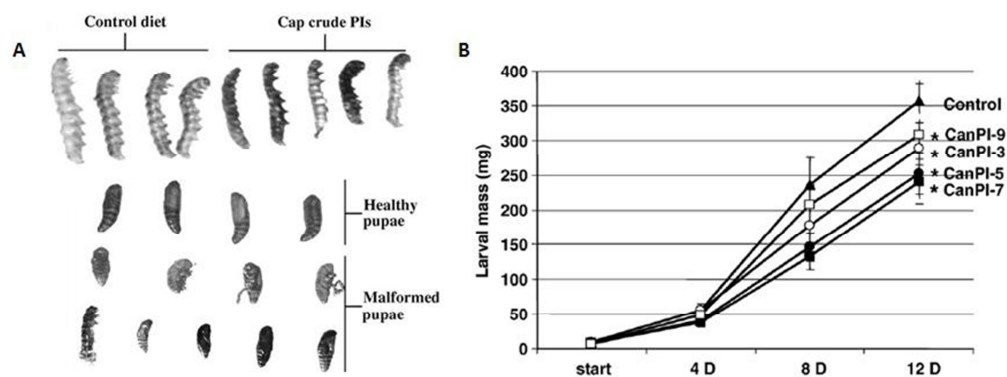 A
Control diet
Cap crude PIs
Healthy
pupae
Malformed
pupae
B
Larval mass (mg)
400
350
300
250
200
150
100
50
0
start
4 D
8 D
12 D
Control
* CanPI-9
* CanPI-3
* CanPI-5
* CanPI-7